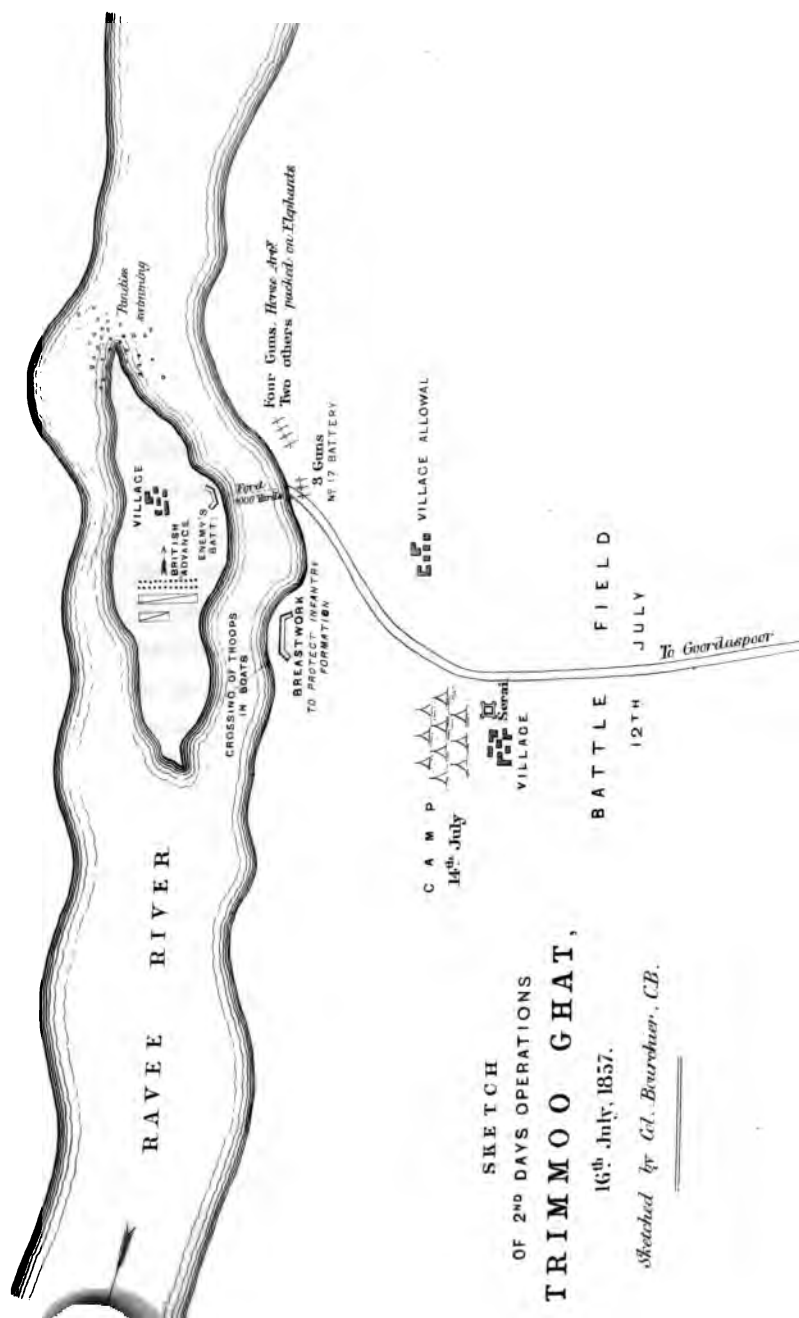 RAVEE RIVER
Pandies
swimming
VILLAGE
BRITISH
ADVANCE
ENEMY'S
BATT:
Ford
Four Guns, Horse Arty
Two others packed on Elephants
3 Guns
No 17 BATTERY
CROSSING OF TROOPS
IN BOATS
BREASTWORK
TO PROTECT INFANTRY
FORMATION
VILLAGE ALLOWAL
CAMP
14th July
Serai
VILLAGE
BATTLE FIELD
12TH JULY
To Goordaspoor
SKETCH
OF 2ND DAYS OPERATIONS
TRIMMOO GHAT,
16th July, 1857.
Sketched by Col. Bourchier, C.B.